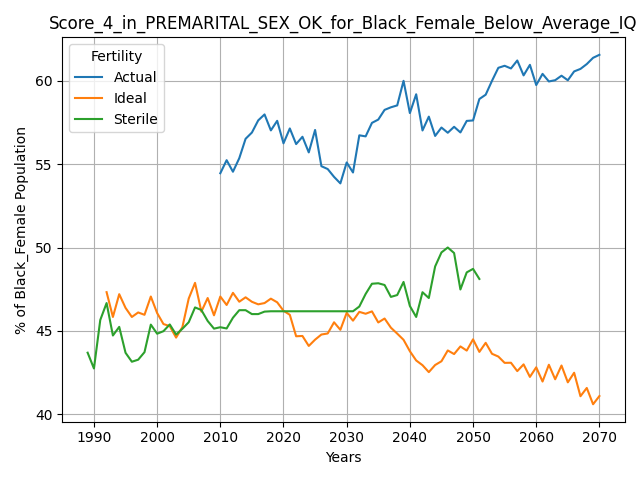 Score_4_in_PREMARITAL_SEX_OK_for_Black_Female_Below_Average_IQ
Fertility
Actual
Ideal
Sterile
% of Black_Female Population
60
55
50
45
40
1990 2000 2010 2020 2030 2040 2050 2060 2070
Years